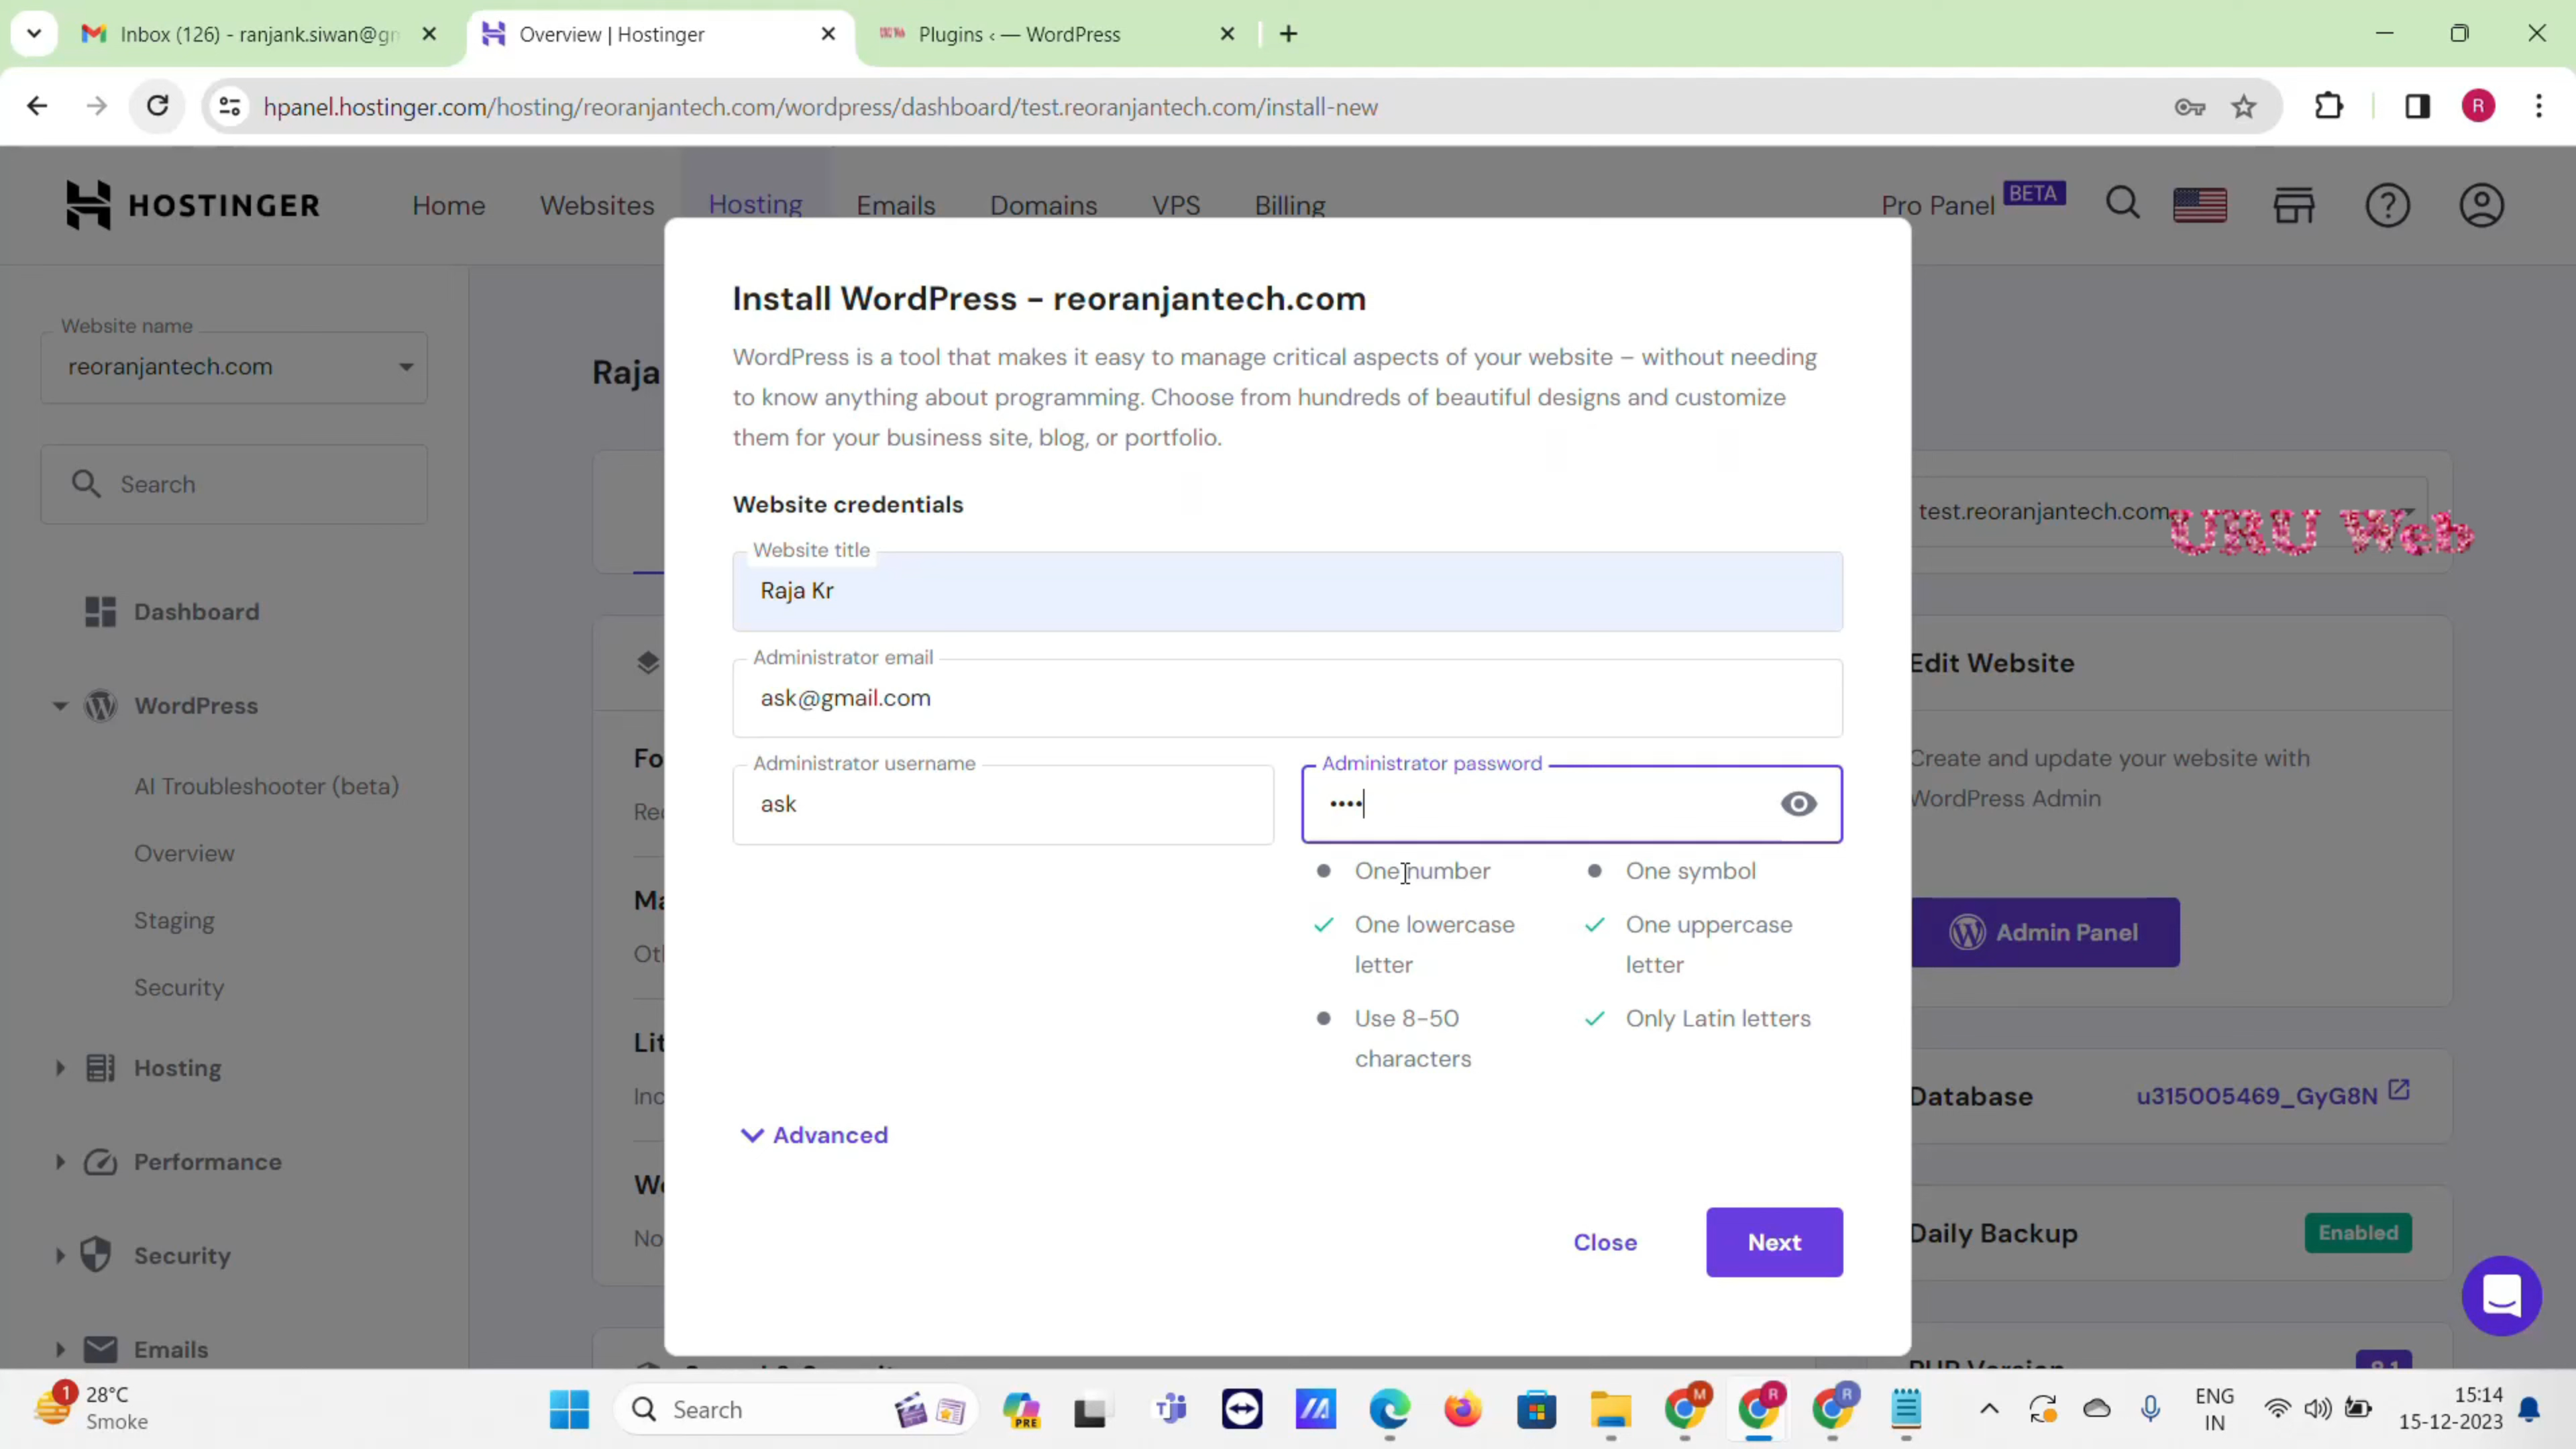 Inbox (126) - ranjank.siwan@gm
Overview | Hostinger
Plugins ‹ — WordPress
hpanel.hostinger.com/hosting/reoranjantech.com/wordpress/dashboard/test.reoranjantech.com/install-new
R
HOSTINGER
Home
Websites
Hosting
Emails
Domains
VPS
Billing
Pro Panel BETA
Website name
reoranjantech.com
Search
Dashboard
WordPress
AI Troubleshooter (beta)
Overview
Staging
Security
Hosting
Performance
Security
Emails
Raja
Install WordPress - reoranjantech.com
WordPress is a tool that makes it easy to manage critical aspects of your website – without needing
to know anything about programming. Choose from hundreds of beautiful designs and customize
them for your business site, blog, or portfolio.
Website credentials
Website title
Raja Kr
Administrator email
ask@gmail.com
Administrator username
ask
Administrator password
••••
One number
One symbol
One lowercase
letter
One uppercase
letter
Use 8-50
characters
Only Latin letters
Advanced
Close
Next
test.reoranjantech.com
URU Web
Edit Website
Create and update your website with
WordPress Admin
Admin Panel
Database
u315005469_GyG8N
Daily Backup
Enabled
PHP Version
8.1
1
28°C
Smoke
Search
PRE
M
R
R
ENG
IN
15:14
15-12-2023